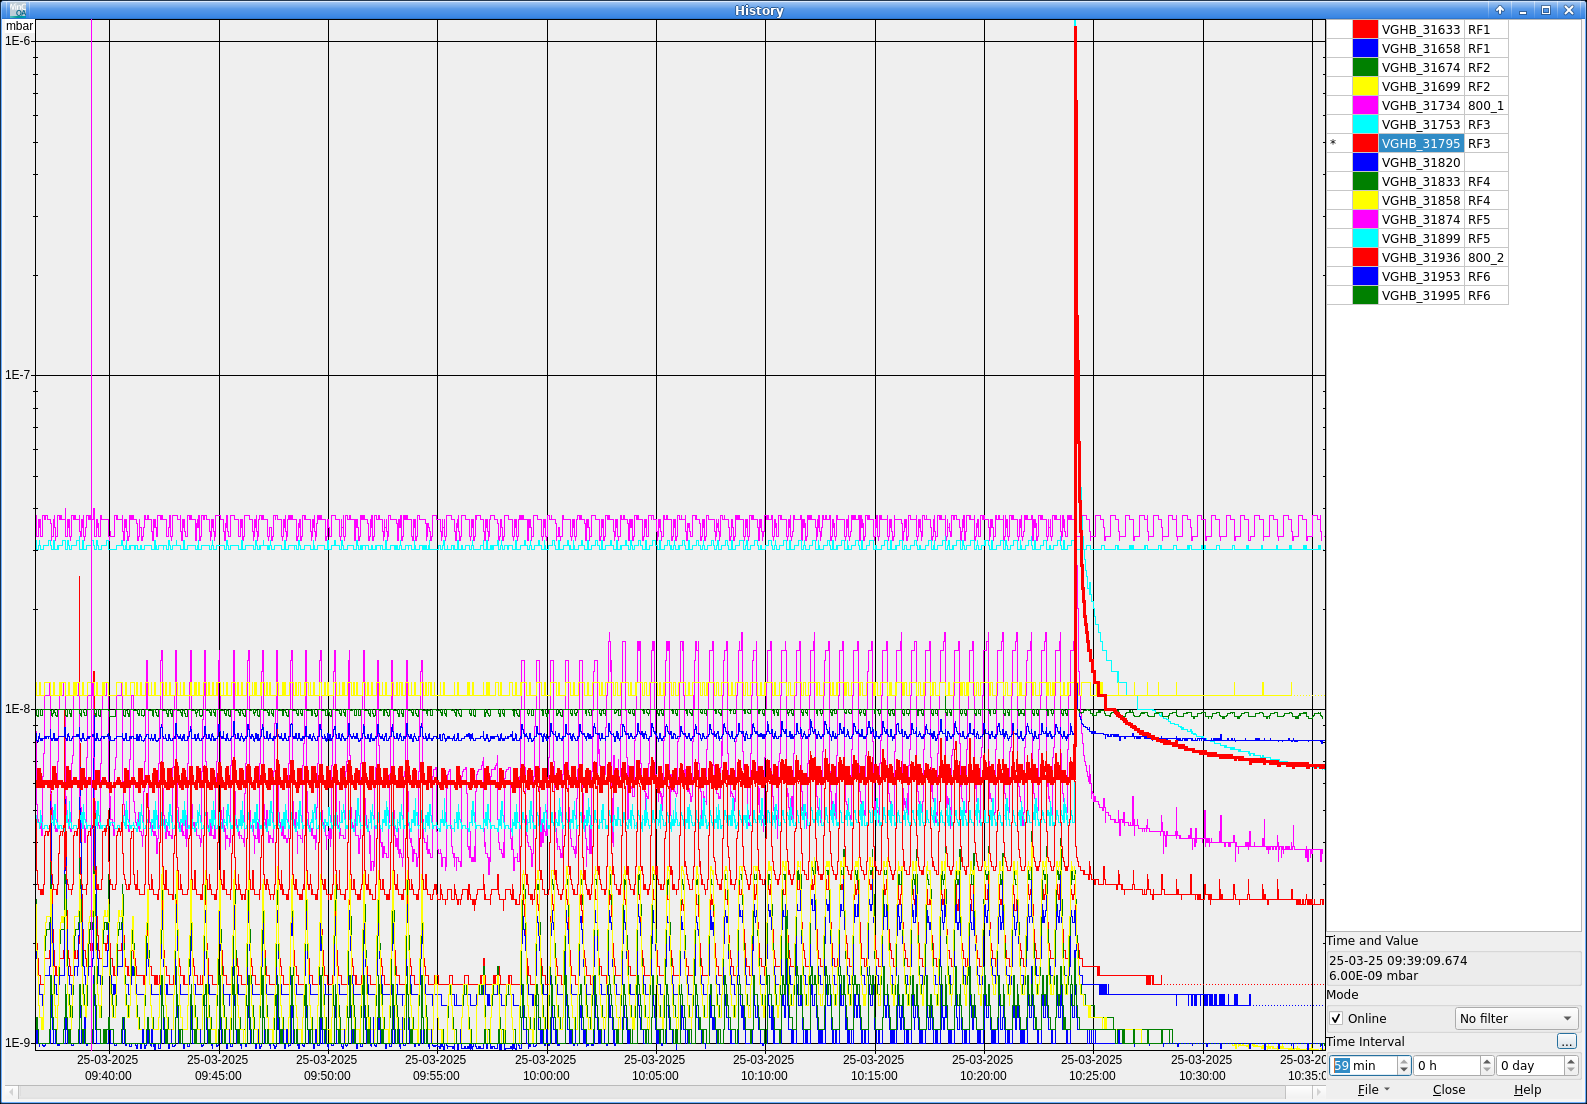 History
mbar
1E-6
1E-7
1E-8
1E-9
25-03-2025 25-03-2025 25-03-2025 25-03-2025 25-03-2025 25-03-2025 25-03-2025 25-03-2025 25-03-2025 25-03-2025 25-03-2025 25-03-20
09:40:00 09:45:00 09:50:00 09:55:00 10:00:00 10:05:00 10:10:00 10:15:00 10:20:00 10:25:00 10:30:00 10:35:0
VGHB_31633 RF1
VGHB_31658 RF1
VGHB_31674 RF2
VGHB_31699 RF2
VGHB_31734 800_1
VGHB_31753 RF3
* VGHB_31795 RF3
VGHB_31820
VGHB_31833 RF4
VGHB_31858 RF4
VGHB_31874 RF5
VGHB_31899 RF5
VGHB_31936 800_2
VGHB_31953 RF6
VGHB_31995 RF6
Time and Value
25-03-25 09:39:09.674
6.00E-09 mbar
Mode
Online No filter
Time Interval ...
59 min 0 h 0 day
File Close Help